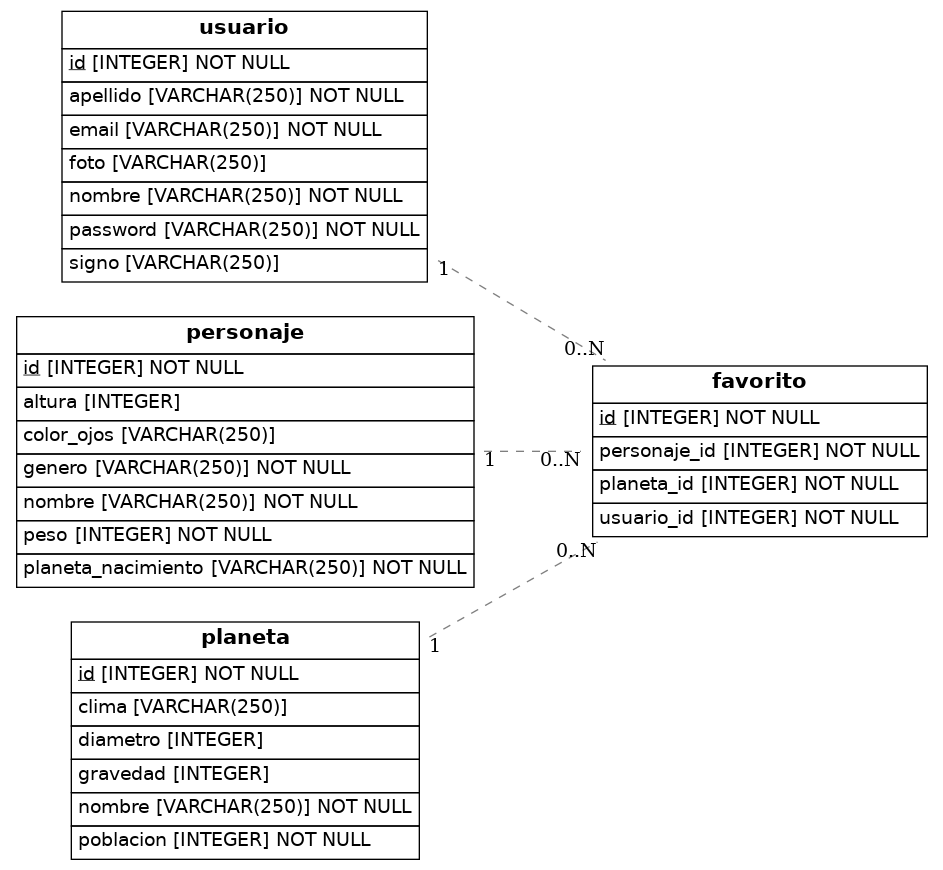 usuario
id [INTEGER] NOT NULL
apellido [VARCHAR(250)] NOT NULL
email [VARCHAR(250)] NOT NULL
foto [VARCHAR(250)]
nombre [VARCHAR(250)] NOT NULL
password [VARCHAR(250)] NOT NULL
signo [VARCHAR(250)]
1
0..N
personaje
id [INTEGER] NOT NULL
altura [INTEGER]
color_ojos [VARCHAR(250)]
genero [VARCHAR(250)] NOT NULL
nombre [VARCHAR(250)] NOT NULL
peso [INTEGER] NOT NULL
planeta_nacimiento [VARCHAR(250)] NOT NULL
1
0..N
favorito
id [INTEGER] NOT NULL
personaje_id [INTEGER] NOT NULL
planeta_id [INTEGER] NOT NULL
usuario_id [INTEGER] NOT NULL
0..N
1
planeta
id [INTEGER] NOT NULL
clima [VARCHAR(250)]
diametro [INTEGER]
gravedad [INTEGER]
nombre [VARCHAR(250)] NOT NULL
poblacion [INTEGER] NOT NULL